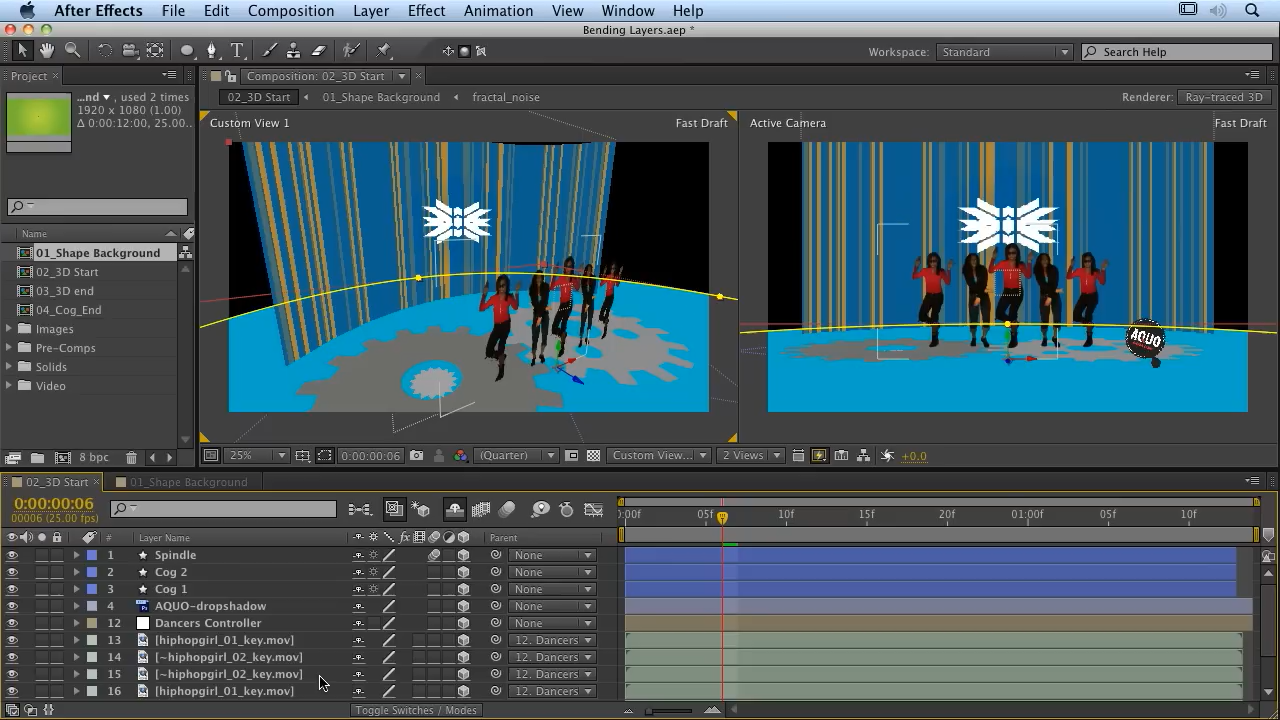 After Effects File Edit Composition Layer Effect Animation View Window Help
Bending Layers.aep *
Workspace: Standard Search Help
Project Composition: 02_3D Start
...nd ▼, used 2 times
1920 x 1080 (1.00)
Δ 0:00:12:00, 25.00...
02_3D Start 01_Shape Background fractal_noise Renderer: Ray-traced 3D
Custom View 1 Fast Draft Active Camera Fast Draft
Name
01_Shape Background
02_3D Start
03_3D end
04_Cog_End
Images
Pre-Comps
Solids
Video
AQUO
8 bpc 25% 0:00:00:06 (Quarter) Custom View... 2 Views +0.0
02_3D Start 01_Shape Background
0:00:00:06
00006 (25.00 fps)
:00f 05f 10f 15f 20f 01:00f 05f 10f
# Layer Name fx Parent
1 Spindle None
2 Cog 2 None
3 Cog 1 None
4 AQUO-dropshadow None
12 Dancers Controller None
13 [hiphopgirl_01_key.mov] 12. Dancers
14 [~hiphopgirl_02_key.mov] 12. Dancers
15 [~hiphopgirl_02_key.mov] 12. Dancers
16 [hiphopgirl_01_key.mov] 12. Dancers
Toggle Switches / Modes